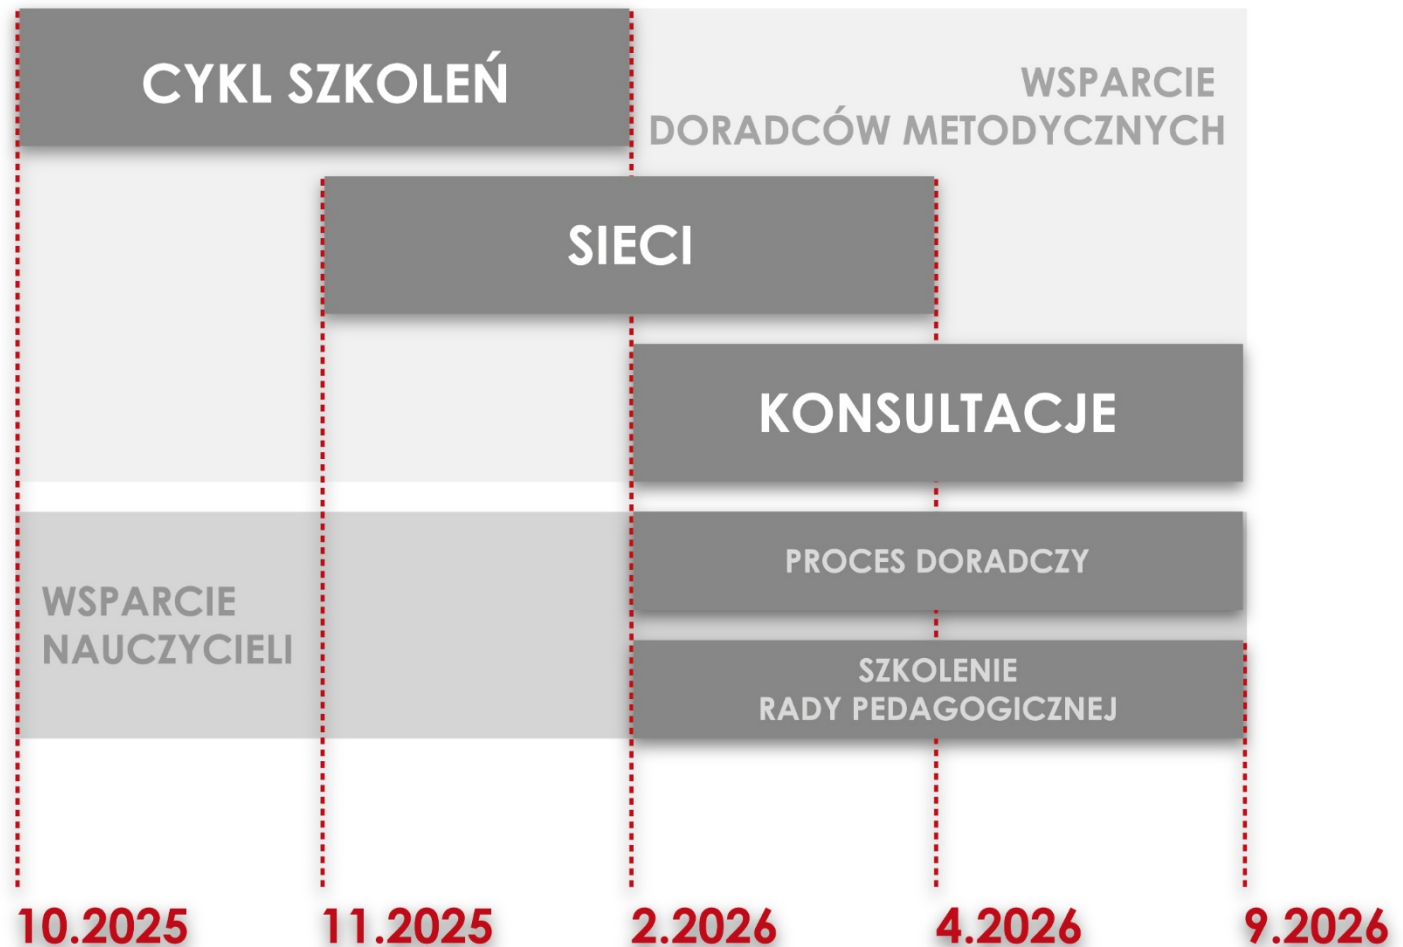 CYKL SZKOLEŃ
WSPARCIE
DORADCÓW METODYCZNYCH
SIECI
KONSULTACJE
PROCES DORADCZY
WSPARCIE
NAUCZYCIELI
SZKOLENIE
RADY PEDAGOGICZNEJ
10.2025
11.2025
2.2026
4.2026
9.2026